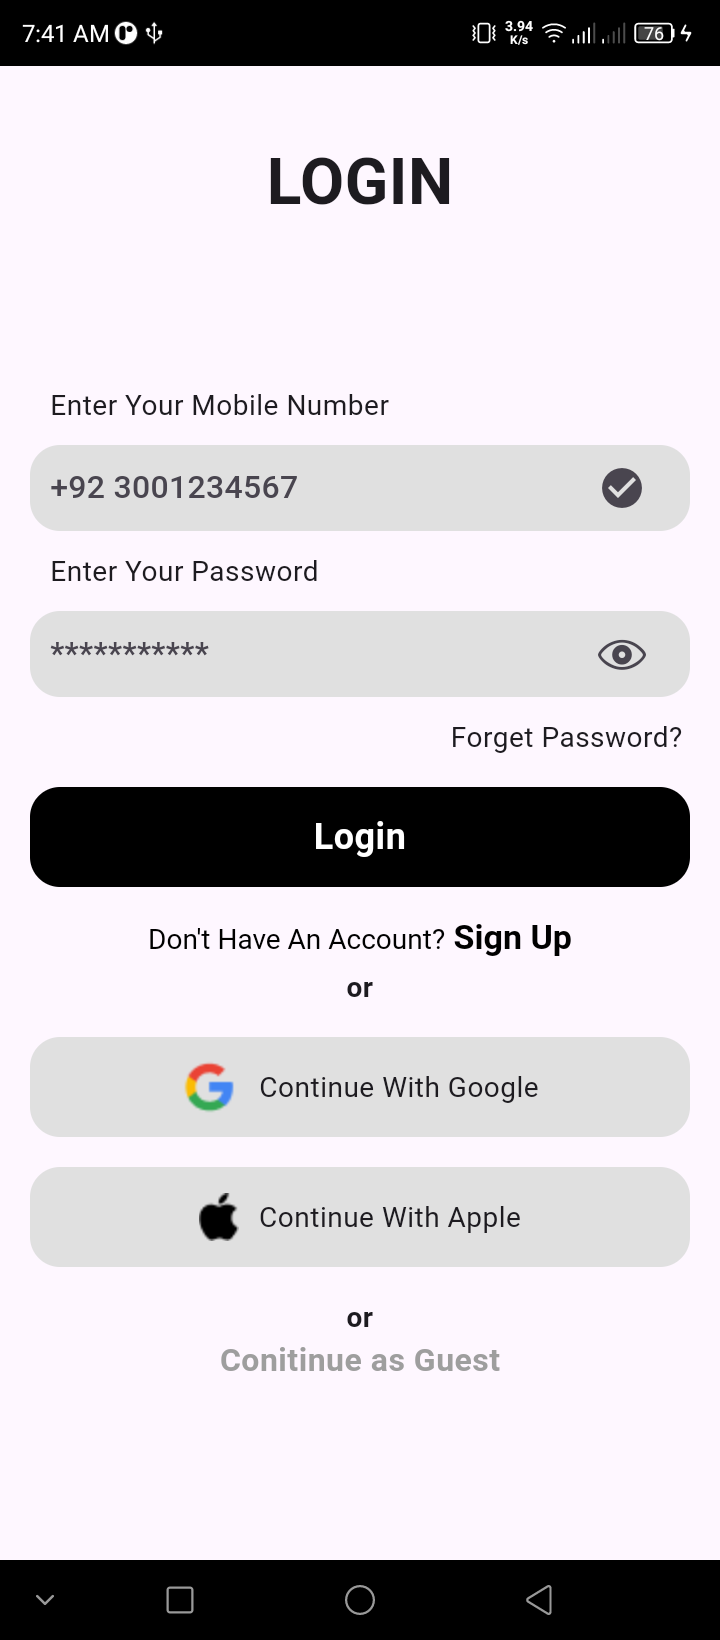 7:41 AM 3.94 K/s 76
LOGIN
Enter Your Mobile Number
+92 3001234567
Enter Your Password
***********
Forget Password?
Login
Don't Have An Account? Sign Up
or
Continue With Google
Continue With Apple
or
Conitinue as Guest